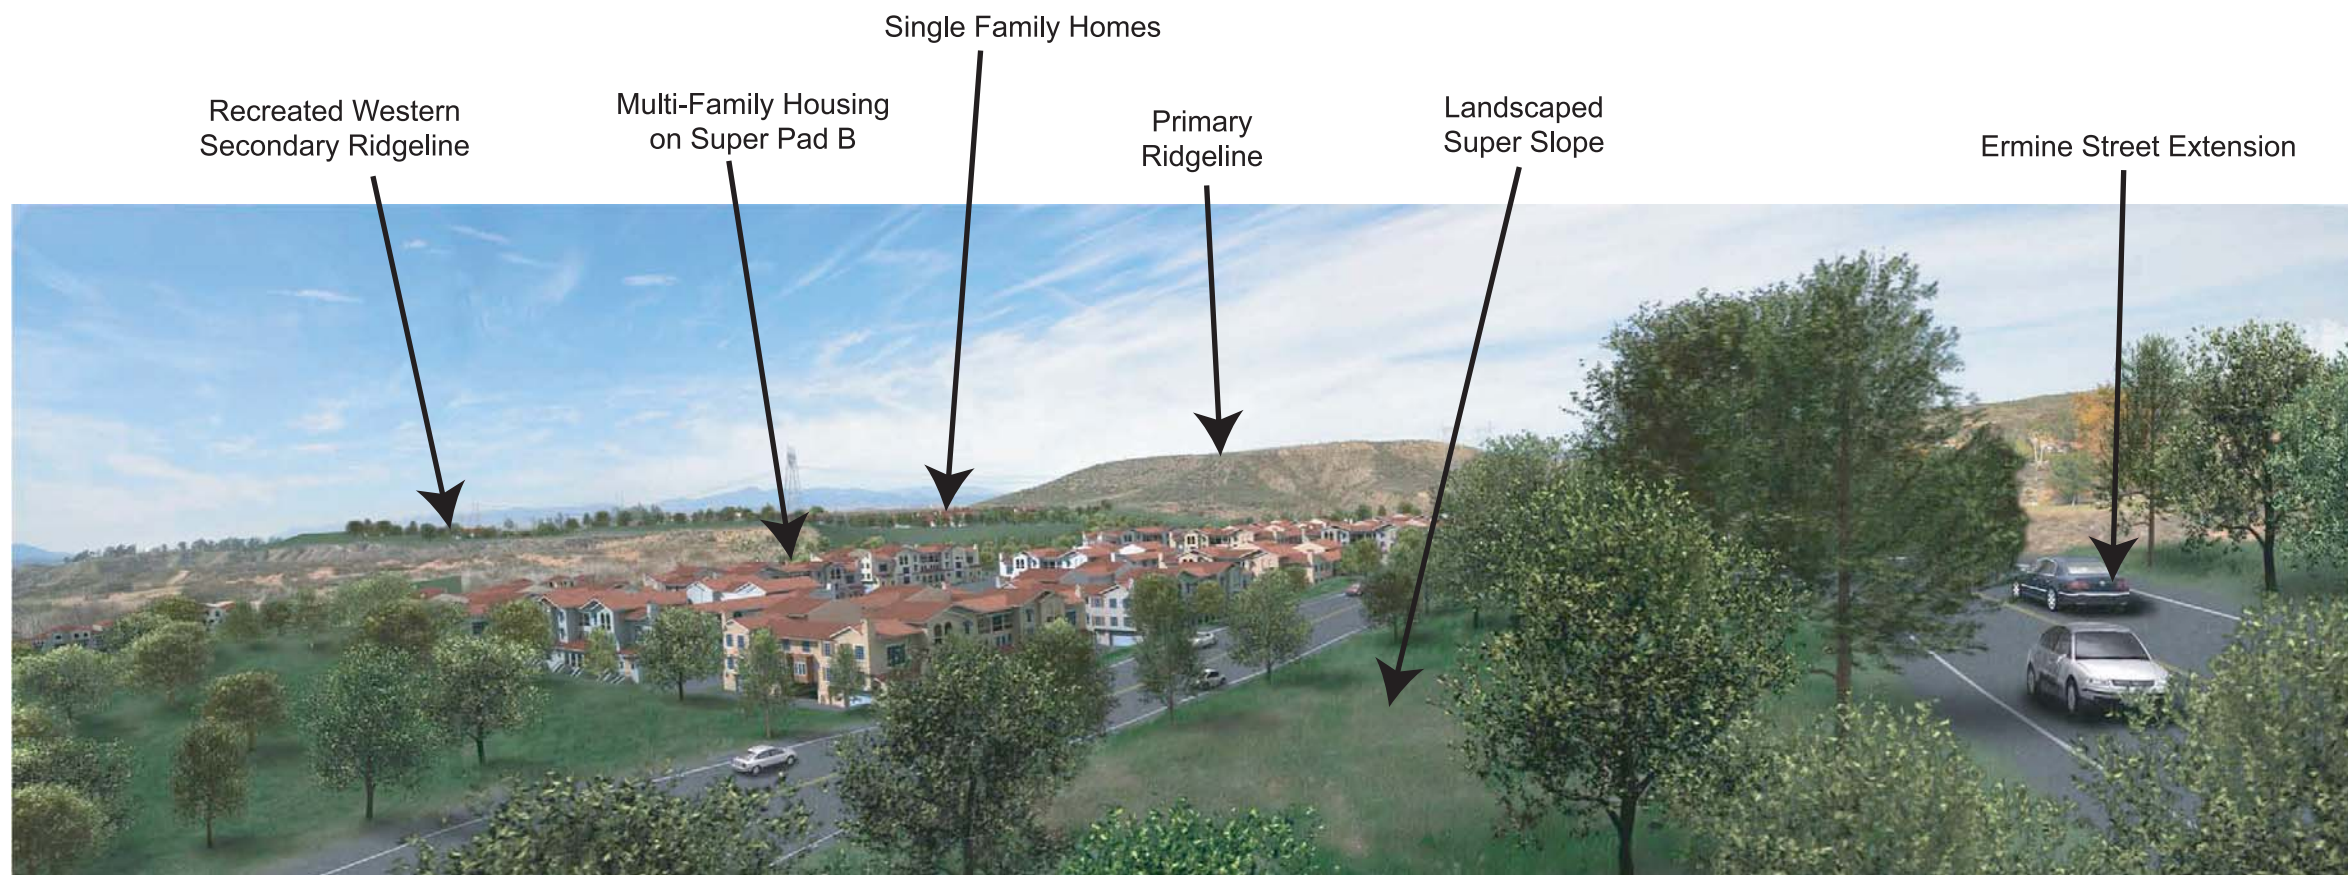 Single Family Homes
Recreated Western
Secondary Ridgeline
Multi-Family Housing
on Super Pad B
Primary
Ridgeline
Landscaped
Super Slope
Ermine Street Extension